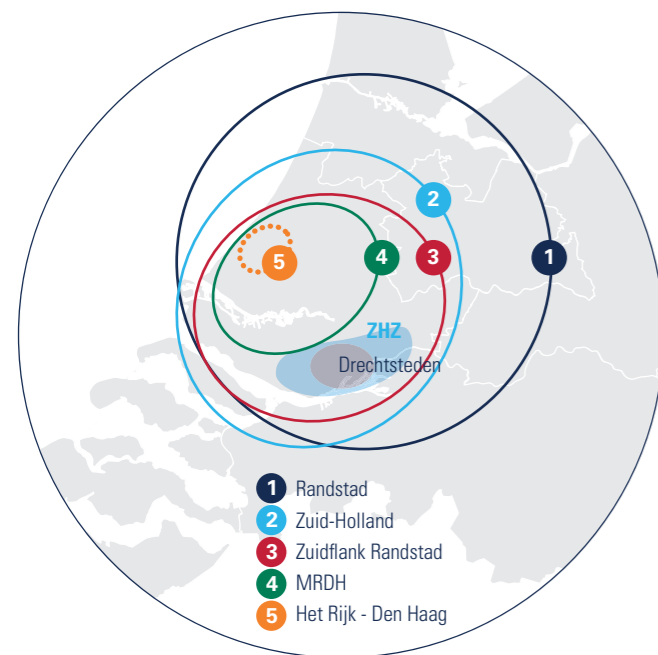 2
1
3
4
5
ZHZ
Drechtsteden
1 Randstad
2 Zuid-Holland
3 Zuidflank Randstad
4 MRDH
5 Het Rijk - Den Haag